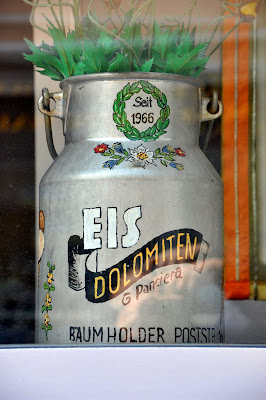 Seit
1966
EIS
DOLOMITEN
G Panciera
BAUMHOLDER POSTSTR